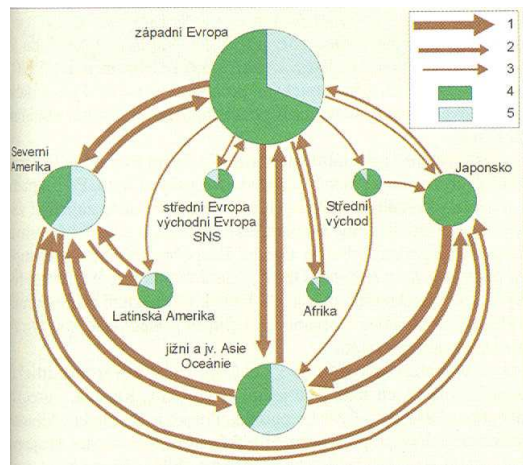 západní Evropa
1
2
3
4
5
Severní
Amerika
Japonsko
střední Evropa
východní Evropa
SNS
Střední
východ
Latinská Amerika
Afrika
jižní a jv. Asie
Oceánie